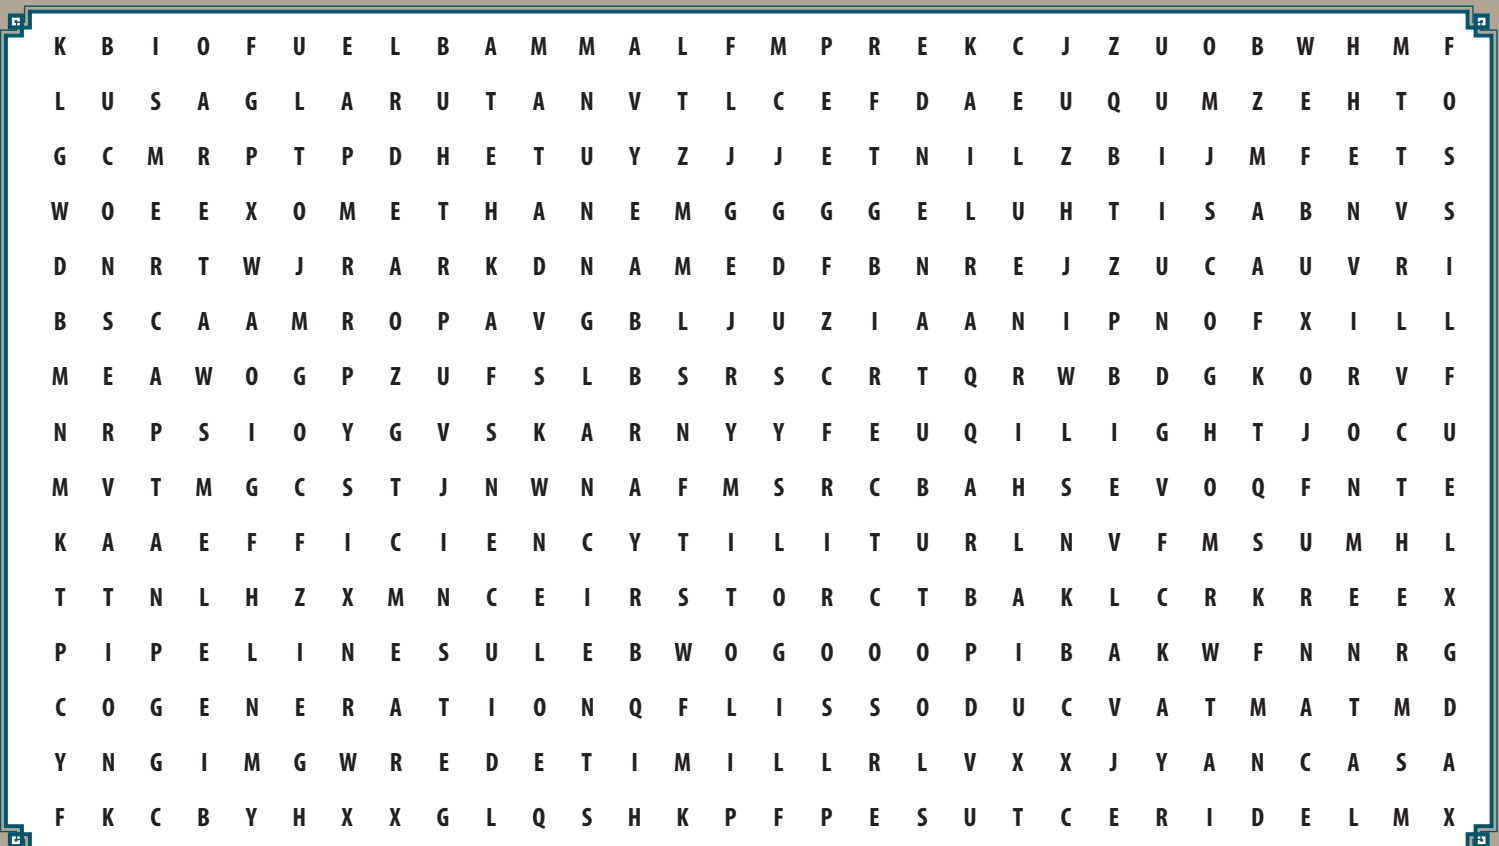 K B I O F U E L B A M M A L F M P R E K C J Z U O B W H M F
L U S A G L A R U T A N V T L C E F D A E U Q U M Z E H T O
G C M R P T P D H E T U Y Z J J E T N I L Z B I J M F E T S
W O E E X O M E T H A N E M G G G G E L U H T I S A B N V S
D N R T W J R A R K D N A M E D F B N R E J Z U C A U V R I
B S C A A M R O P A V G B L J U Z I A A N I P N O F X I L L
M E A W O G P Z U F S L B S R S C R T Q R W B D G K O R V F
N R P S I O Y G V S K A R N Y Y F E U Q I L I G H T J O C U
M V T M G C S T J N W N A F M S R C B A H S E V O Q F N T E
K A A E F F I C I E N C Y T I L I T U R L N V F M S U M H L
T T N L H Z X M N C E I R S T O R C T B A K L C R K R E E X
P I P E L I N E S U L E B W O G O O O P I B A K W F N N R G
C O G E N E R A T I O N Q F L I S S O D U C V A T M A T M D
Y N G I M G W R E D E T I M I L L R L V X X J Y A N C A S A
F K C B Y H X X G L Q S H K P F P E S U T C E R I D E L M X